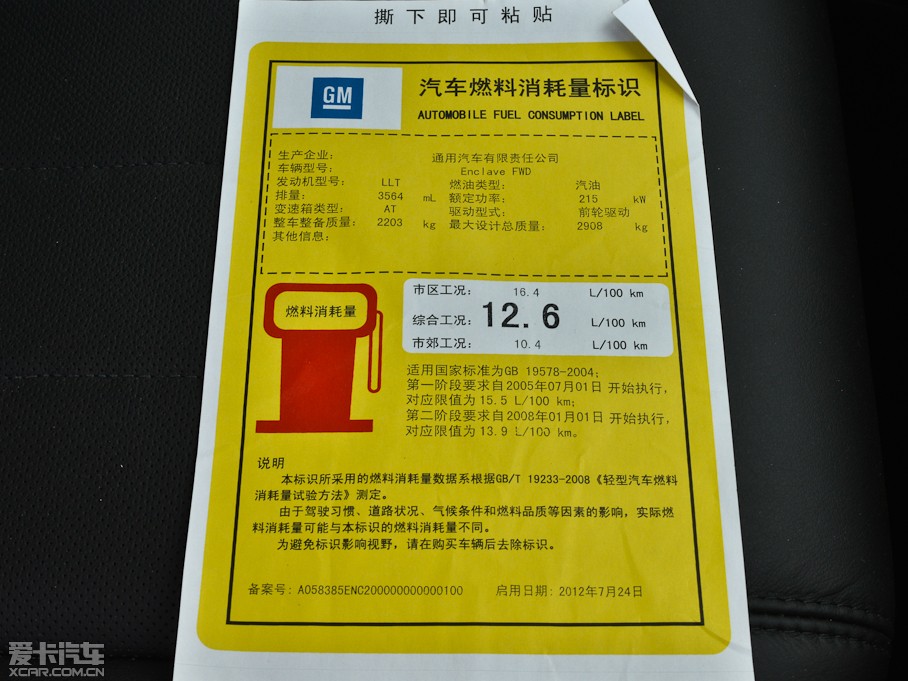 撕下即可粘贴
GM
汽车燃料消耗量标识
AUTOMOBILE FUEL CONSUMPTION LABEL
生产企业: 通用汽车有限责任公司
车辆型号: Enclave FWD
发动机型号: LLT 燃油类型: 汽油
排量: 3564 mL 额定功率: 215 kW
变速箱类型: AT 驱动型式: 前轮驱动
整车整备质量: 2203 kg 最大设计总质量: 2908 kg
其他信息:
燃料消耗量
市区工况: 16.4 L/100 km
综合工况: 12.6 L/100 km
市郊工况: 10.4 L/100 km
适用国家标准为GB 19578-2004;
第一阶段要求自2005年07月01日 开始执行,
对应限值为 15.5 L/100 km;
第二阶段要求自2008年01月01日 开始执行,
对应限值为 13.9 L/100 km。
说明
本标识所采用的燃料消耗量数据系根据GB/T 19233-2008《轻型汽车燃料
消耗量试验方法》测定。
由于驾驶习惯、道路状况、气候条件和燃料品质等因素的影响，实际燃
料消耗量可能与本标识的燃料消耗量不同。
为避免标识影响视野，请在购买车辆后去除标识。
备案号: A058385ENC200000000000100 启用日期: 2012年7月24日
爱卡汽车
XCAR.COM.CN